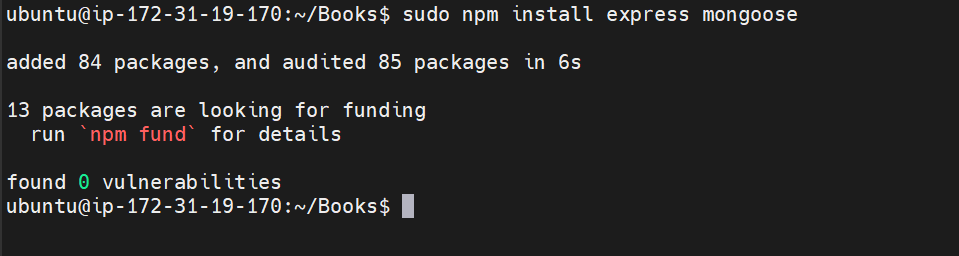 ubuntu@ip-172-31-19-170:~/Books$ sudo npm install express mongoose
added 84 packages, and audited 85 packages in 6s
13 packages are looking for funding
  run `npm fund` for details
found 0 vulnerabilities
ubuntu@ip-172-31-19-170:~/Books$